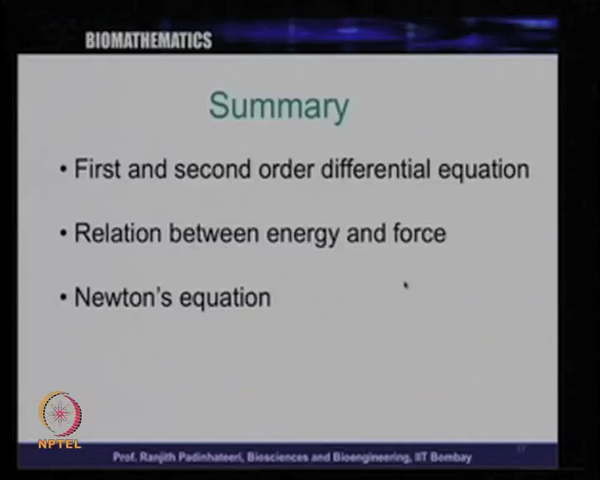 BIOMATHEMATICS
Summary
• First and second order differential equation
• Relation between energy and force
• Newton's equation
NPTEL
Prof. Ranjith Padinhateeri, Biosciences and Bioengineering, IIT Bombay
17